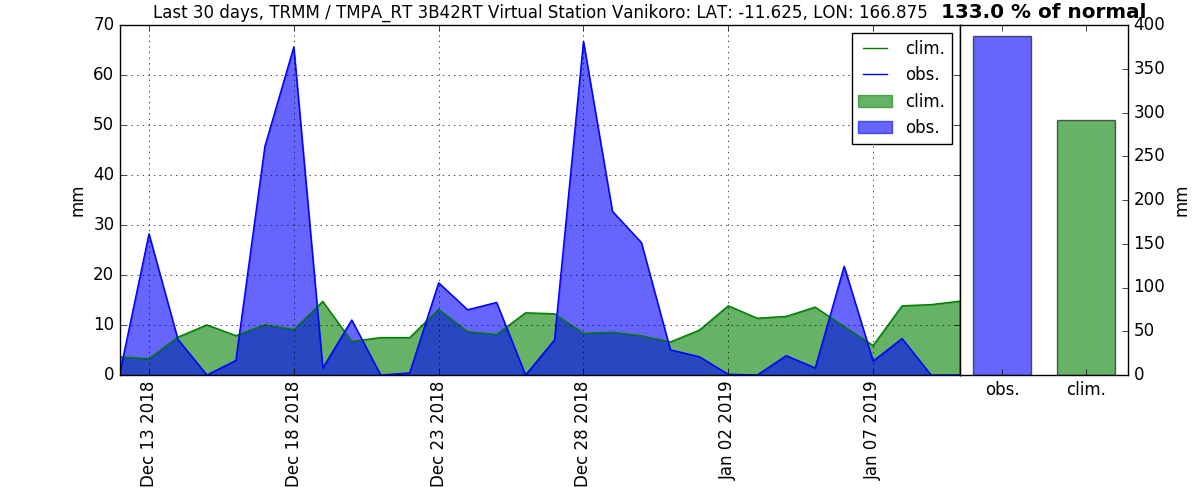 Last 30 days, TRMM / TMPA_RT 3B42RT Virtual Station Vanikoro: LAT: -11.625, LON: 166.875 133.0 % of normal
70
60
50
40
30
20
10
0
mm
clim.
obs.
clim.
obs.
Dec 13 2018
Dec 18 2018
Dec 23 2018
Dec 28 2018
Jan 02 2019
Jan 07 2019
400
350
300
250
200
150
100
50
0
mm
obs.
clim.